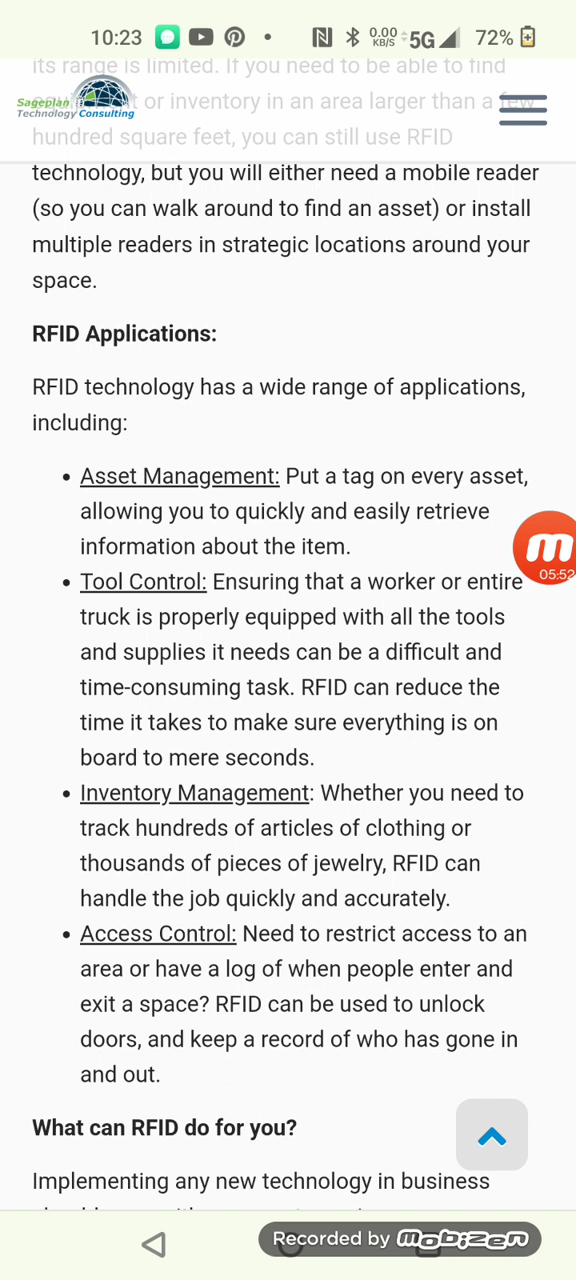 10:23 0.00 KB/S 5G 72%
its range is limited. If you need to be able to find
Sageplan
Technology Consulting
or inventory in an area larger than a few
hundred square feet, you can still use RFID
technology, but you will either need a mobile reader
(so you can walk around to find an asset) or install
multiple readers in strategic locations around your
space.
RFID Applications:
RFID technology has a wide range of applications,
including:
• Asset Management: Put a tag on every asset,
allowing you to quickly and easily retrieve
information about the item.
• Tool Control: Ensuring that a worker or entire
truck is properly equipped with all the tools
and supplies it needs can be a difficult and
time-consuming task. RFID can reduce the
time it takes to make sure everything is on
board to mere seconds.
• Inventory Management: Whether you need to
track hundreds of articles of clothing or
thousands of pieces of jewelry, RFID can
handle the job quickly and accurately.
• Access Control: Need to restrict access to an
area or have a log of when people enter and
exit a space? RFID can be used to unlock
doors, and keep a record of who has gone in
and out.
m
05:52
What can RFID do for you?
Implementing any new technology in business
Recorded by mobizen